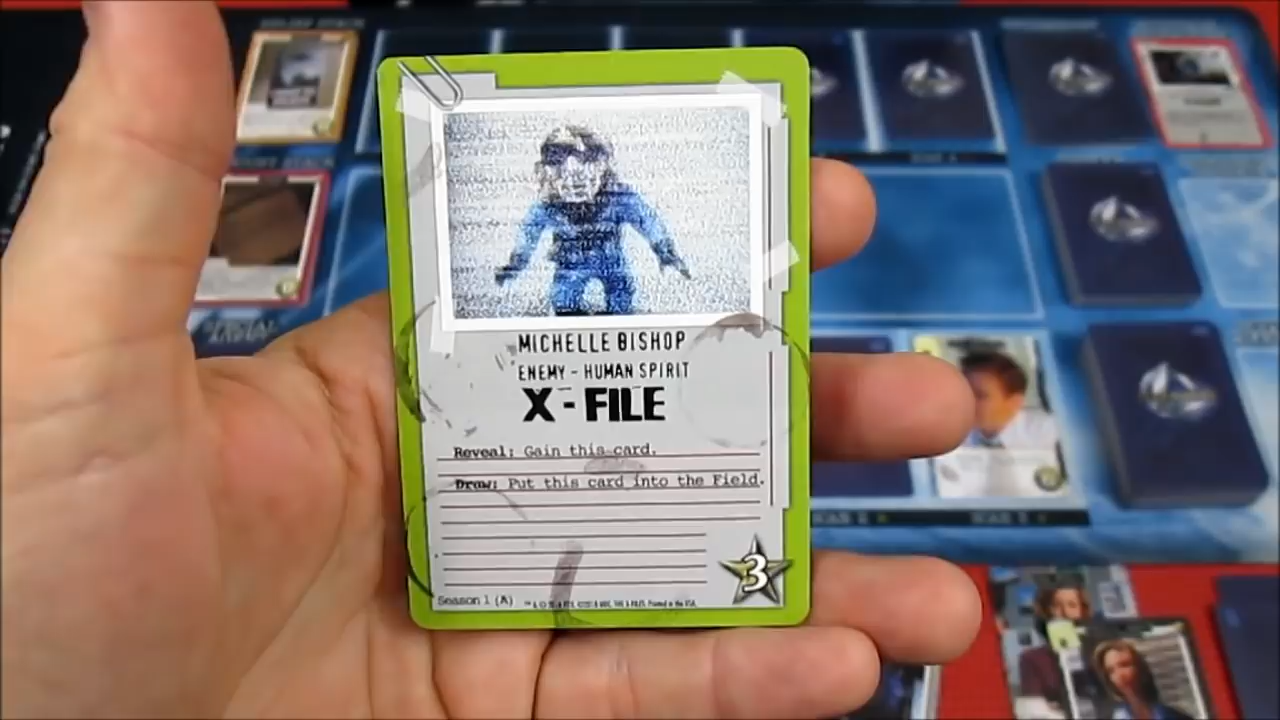 MICHELLE BISHOP
ENEMY - HUMAN SPIRIT
X - FILE
Reveal: Gain this card.
Draw: Put this card into the Field.
3
Season 1 (A)